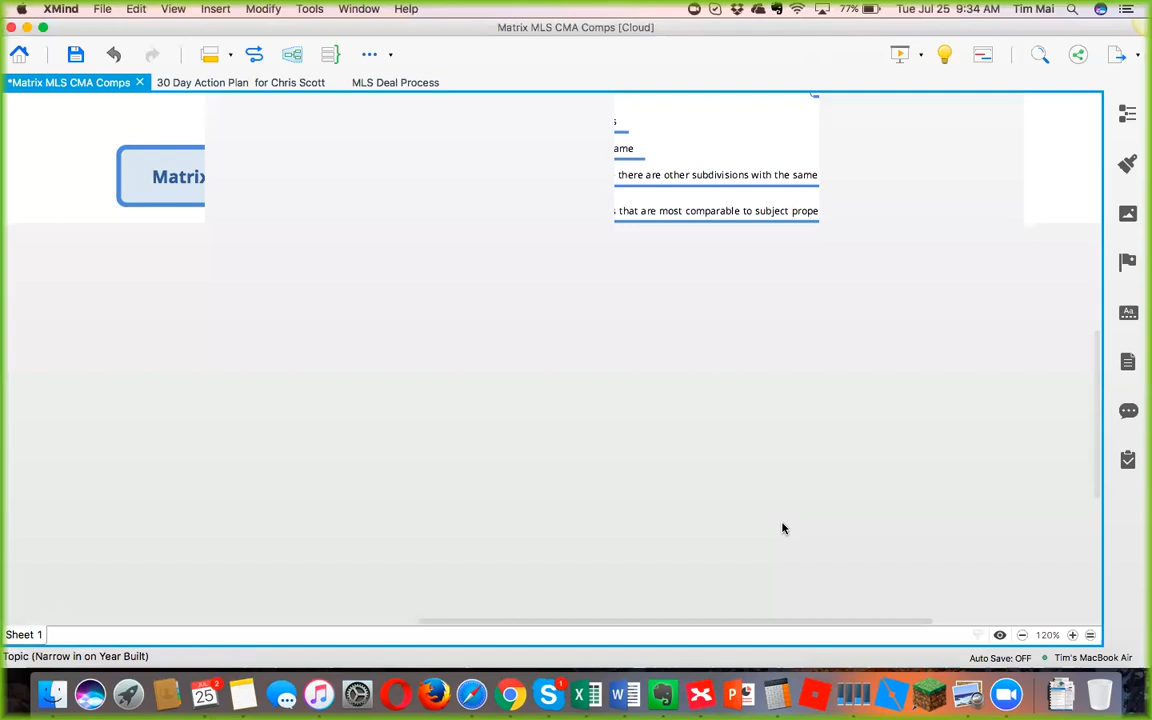 XMind File Edit View Insert Modify Tools Window Help 77% Tue Jul 25 9:34 AM Tim Mai
Matrix MLS CMA Comps [Cloud]
*Matrix MLS CMA Comps 30 Day Action Plan for Chris Scott MLS Deal Process
s
ame
Matrix
there are other subdivisions with the same
s that are most comparable to subject prope
Sheet 1 120%
Topic (Narrow in on Year Built) Auto Save: OFF Tim's MacBook Air
25 2 S 1